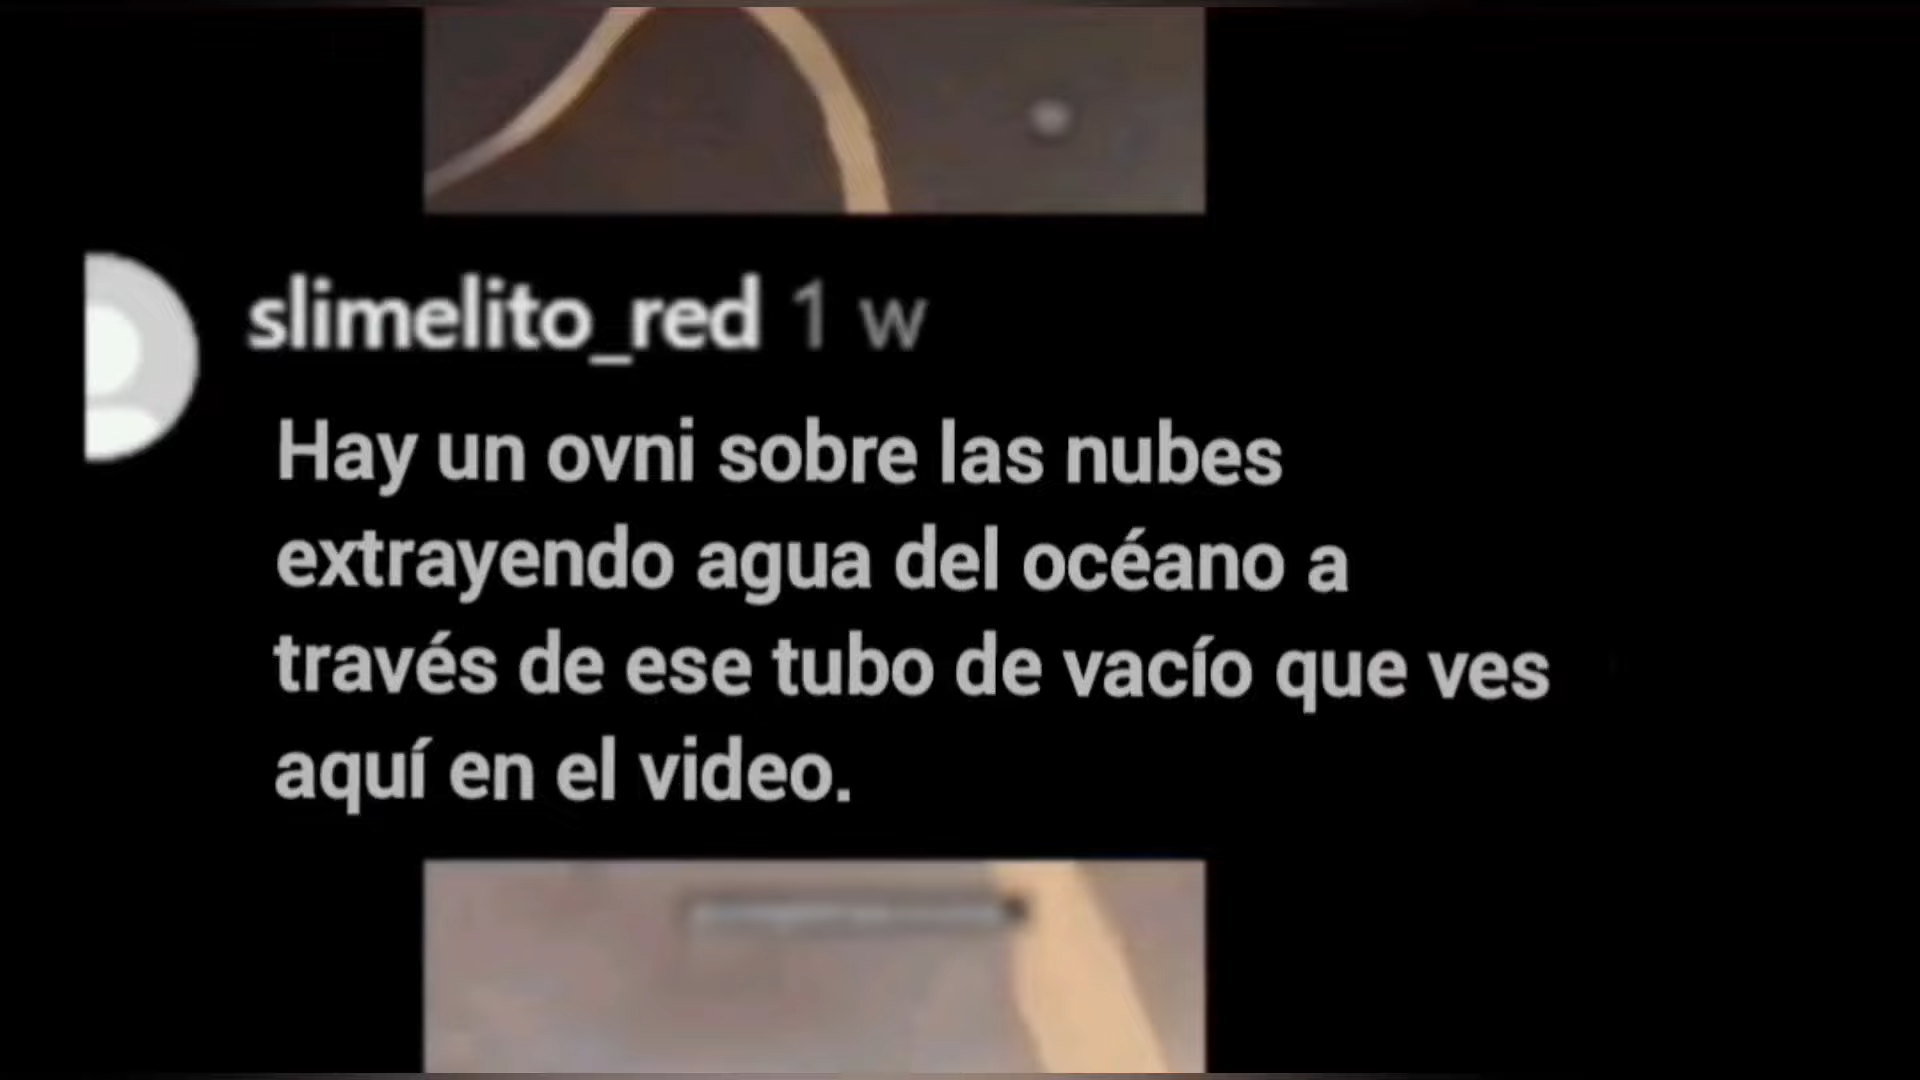 slimelito_red 1 w
Hay un ovni sobre las nubes
extrayendo agua del océano a
través de ese tubo de vacío que ves
aquí en el video.